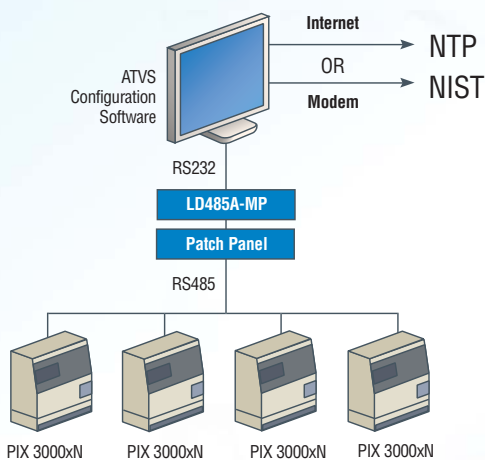 Internet
NTP
OR
NIST
Modem
ATVS
Configuration
Software
RS232
LD485A-MP
Patch Panel
RS485
PIX 3000xN
PIX 3000xN
PIX 3000xN
PIX 3000xN